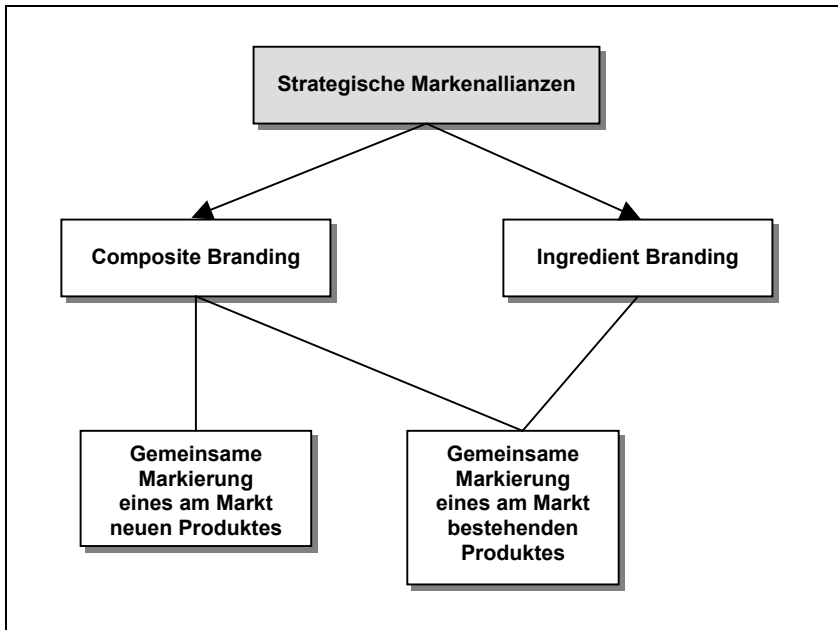 Strategische Markenallianzen
Composite Branding
Ingredient Branding
Gemeinsame
Markierung
eines am Markt
neuen Produktes
Gemeinsame
Markierung
eines am Markt
bestehenden
Produktes